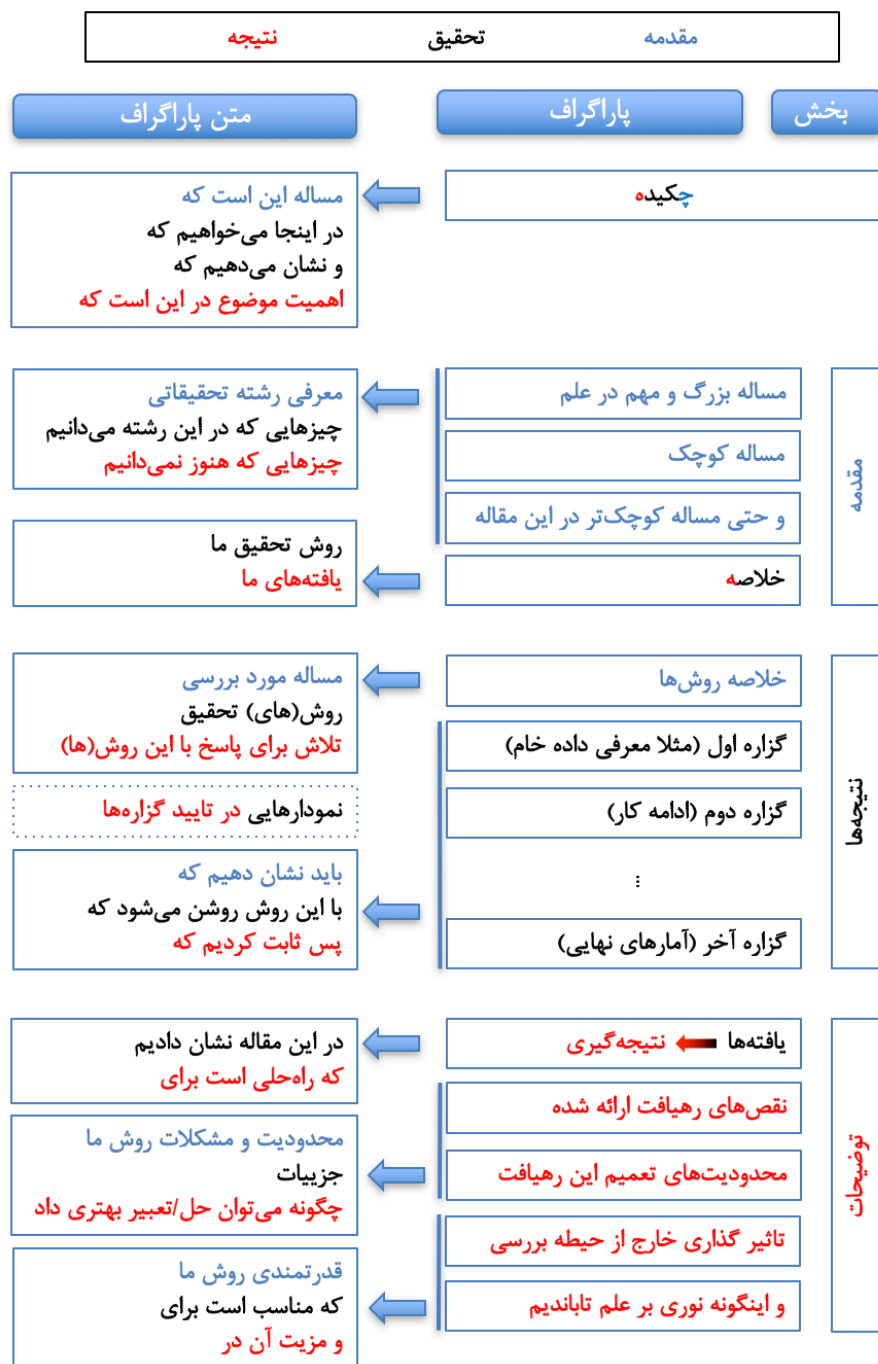 مقدمه تحقیق نتیجه
بخش پاراگراف متن پاراگراف
چکیده
مساله این است که
در اینجا می‌خواهیم که
و نشان می‌دهیم که
اهمیت موضوع در این است که
مقدمه
مساله بزرگ و مهم در علم
مساله کوچک
و حتی مساله کوچک‌تر در این مقاله
خلاصه
معرفی رشته تحقیقاتی
چیزهایی که در این رشته می‌دانیم
چیزهایی که هنوز نمی‌دانیم
روش تحقیق ما
یافته‌های ما
نتیجه‌ها
خلاصه روش‌ها
گزاره اول (مثلا معرفی داده خام)
گزاره دوم (ادامه کار)
...
گزاره آخر (آمارهای نهایی)
مساله مورد بررسی
روش(های) تحقیق
تلاش برای پاسخ با این روش(ها)
نمودارهایی در تایید گزاره‌ها
باید نشان دهیم که
با این روش روشن می‌شود که
پس ثابت کردیم که
توضیحات
یافته‌ها نتیجه‌گیری
نقص‌های رهیافت ارائه شده
محدودیت‌های تعمیم این رهیافت
تاثیر گذاری خارج از حیطه بررسی
و اینگونه نوری بر علم تاباندیم
در این مقاله نشان دادیم
که راه‌حلی است برای
محدودیت و مشکلات روش ما
جزییات
چگونه می‌توان حل/تعبیر بهتری داد
قدرتمندی روش ما
که مناسب است برای
و مزیت آن در